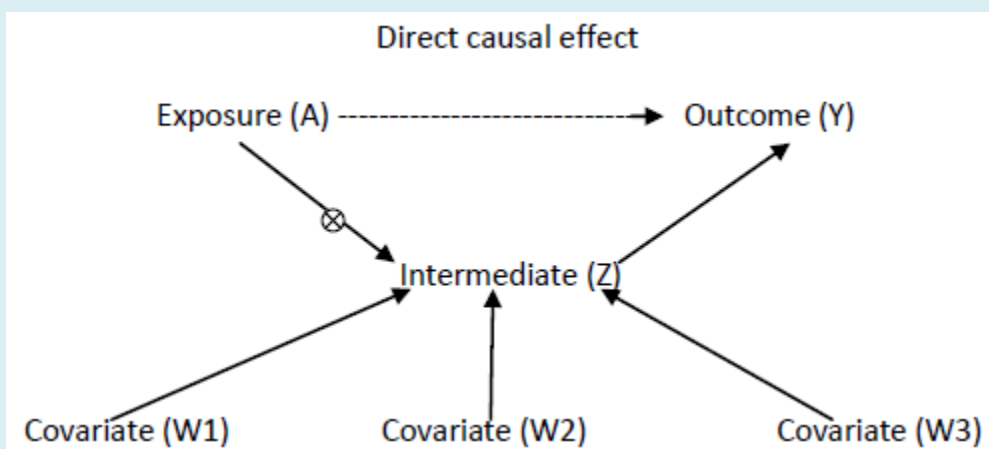 Direct causal effect
Exposure (A) Outcome (Y)
Intermediate (Z)
Covariate (W1) Covariate (W2) Covariate (W3)